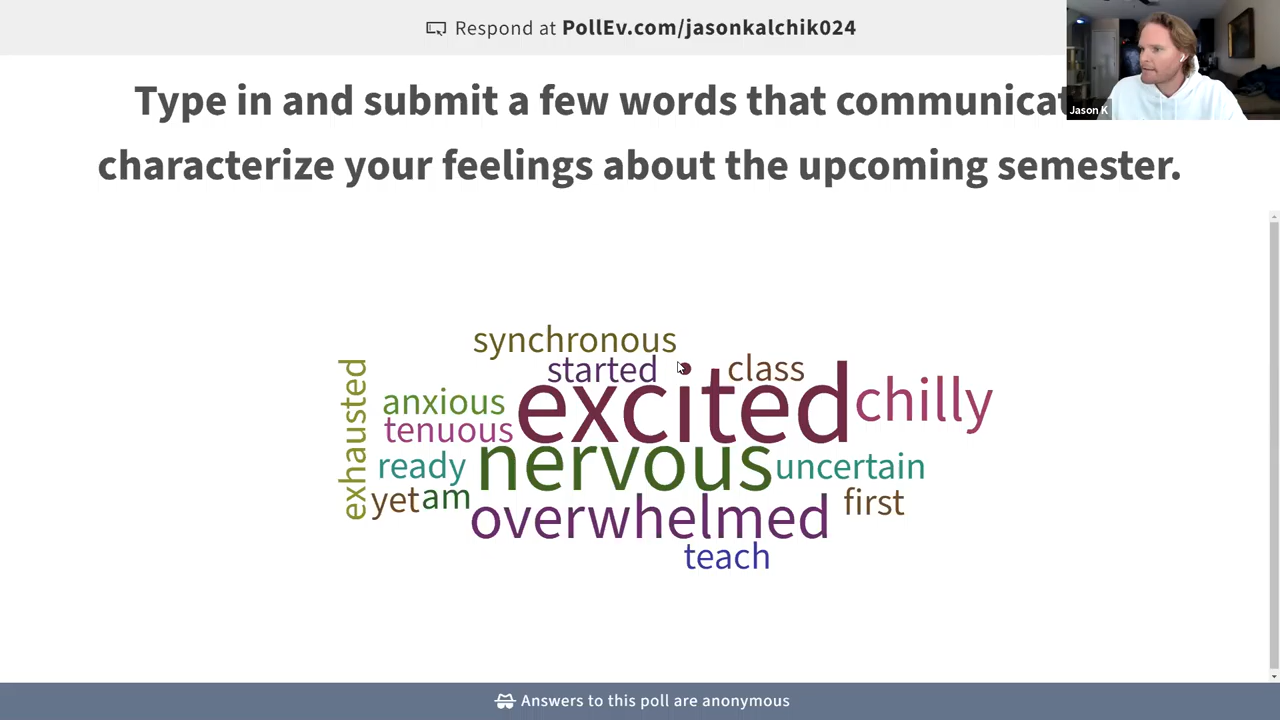 Respond at PollEv.com/jasonkalchik024
Jason K
Type in and submit a few words that communicat
characterize your feelings about the upcoming semester.
synchronous
started
class
exhausted
anxious
excited
chilly
tenuous
ready
nervous
uncertain
yet
am
overwhelmed
first
teach
Answers to this poll are anonymous